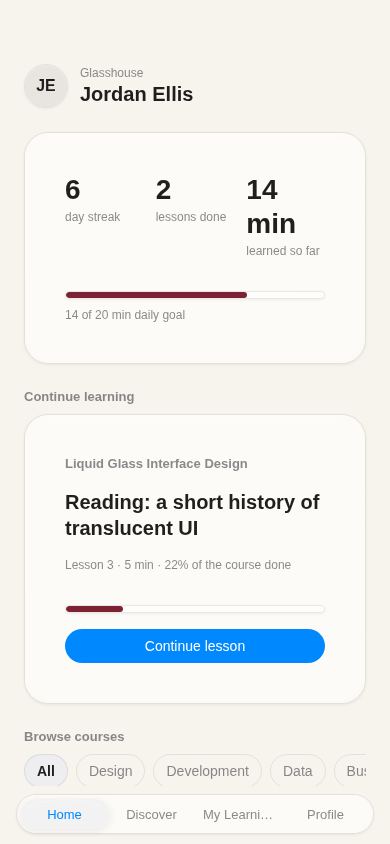 JE
Glasshouse
Jordan Ellis
6
day streak
2
lessons done
14
min
learned so far
14 of 20 min daily goal
Continue learning
Liquid Glass Interface Design
Reading: a short history of
translucent UI
Lesson 3 · 5 min · 22% of the course done
Continue lesson
Browse courses
All
Design
Development
Data
Bus
Home
Discover
My Learni…
Profile